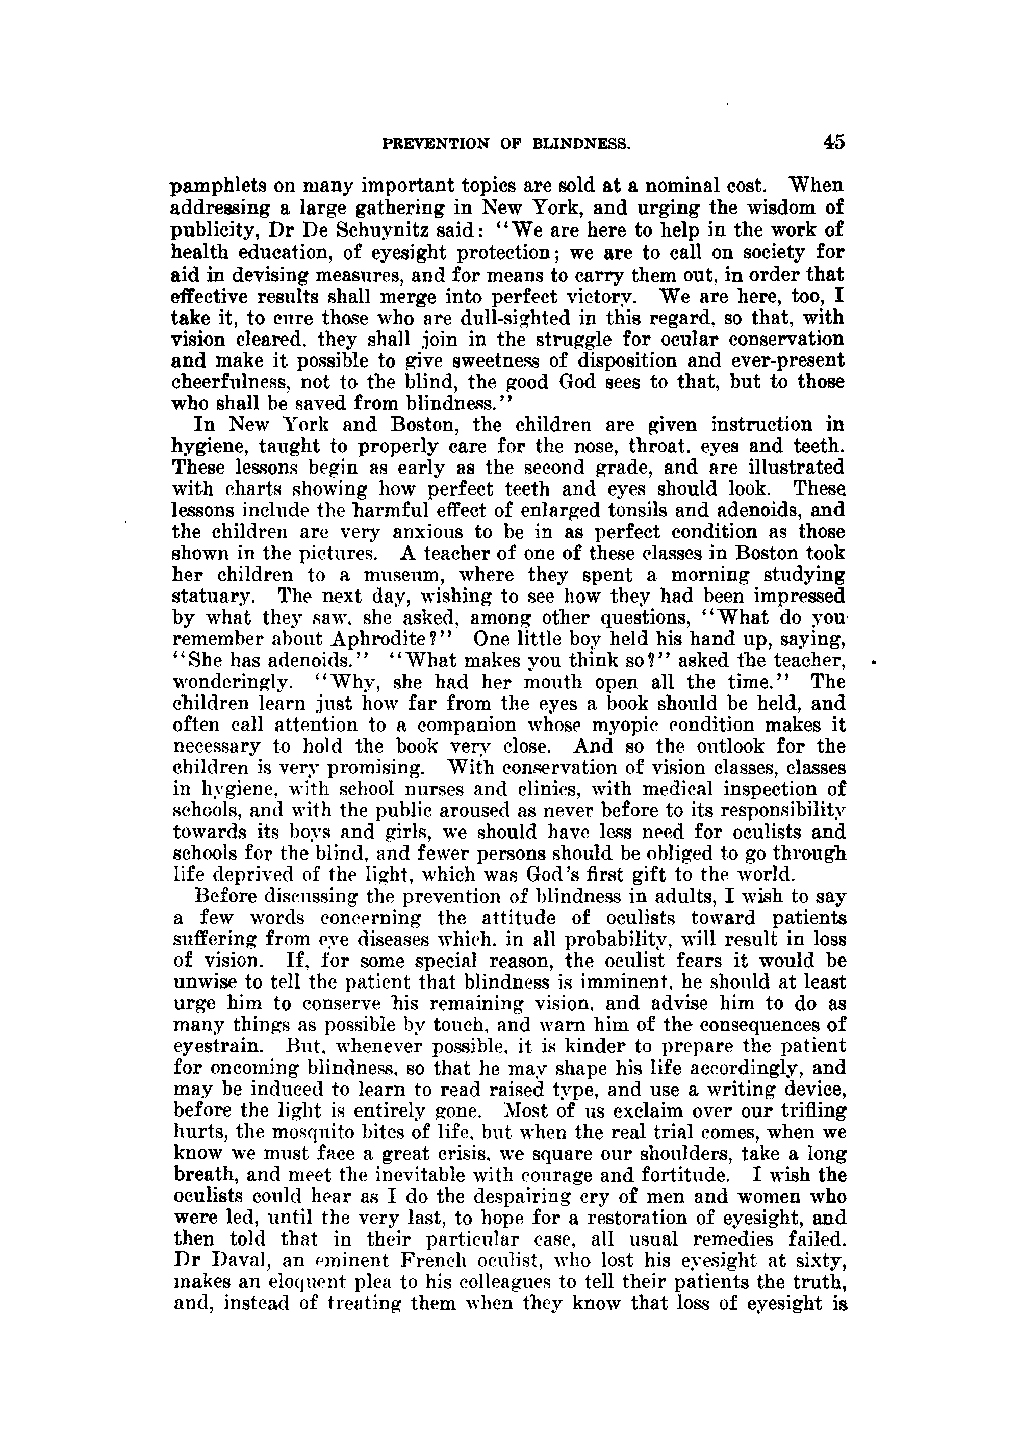 PREVENTION OF BLINDNESS. 45
pamphlets on many important topics are sold at a nominal cost. When
addressing a large gathering in New York, and urging the wisdom of
publicity, Dr De Schuynitz said: "We are here to help in the work of
health education, of eyesight protection; we are to call on society for
aid in devising measures, and for means to carry them out, in order that
effective results shall merge into perfect victory. We are here, too, I
take it, to cure those who are dull-sighted in this regard, so that, with
vision cleared, they shall join in the struggle for ocular conservation
and make it possible to give sweetness of disposition and ever-present
cheerfulness, not to the blind, the good God sees to that, but to those
who shall be saved from blindness."
In New York and Boston, the children are given instruction in
hygiene, taught to properly care for the nose, throat, eyes and teeth.
These lessons begin as early as the second grade, and are illustrated
with charts showing how perfect teeth and eyes should look. These
lessons include the harmful effect of enlarged tonsils and adenoids, and
the children are very anxious to be in as perfect condition as those
shown in the pictures. A teacher of one of these classes in Boston took
her children to a museum, where they spent a morning studying
statuary. The next day, wishing to see how they had been impressed
by what they saw, she asked, among other questions, "What do you
remember about Aphrodite?" One little boy held his hand up, saying,
"She has adenoids." "What makes you think so?" asked the teacher,
wonderingly. "Why, she had her mouth open all the time." The
children learn just how far from the eyes a book should be held, and
often call attention to a companion whose myopic condition makes it
necessary to hold the book very close. And so the outlook for the
children is very promising. With conservation of vision classes, classes
in hygiene, with school nurses and clinics, with medical inspection of
schools, and with the public aroused as never before to its responsibility
towards its boys and girls, we should have less need for oculists and
schools for the blind, and fewer persons should be obliged to go through
life deprived of the light, which was God's first gift to the world.
Before discussing the prevention of blindness in adults, I wish to say
a few words concerning the attitude of oculists toward patients
suffering from eye diseases which, in all probability, will result in loss
of vision. If, for some special reason, the oculist fears it would be
unwise to tell the patient that blindness is imminent, he should at least
urge him to conserve his remaining vision, and advise him to do as
many things as possible by touch, and warn him of the consequences of
eyestrain. But, whenever possible, it is kinder to prepare the patient
for oncoming blindness, so that he may shape his life accordingly, and
may be induced to learn to read raised type, and use a writing device,
before the light is entirely gone. Most of us exclaim over our trifling
hurts, the mosquito bites of life, but when the real trial comes, when we
know we must face a great crisis, we square our shoulders, take a long
breath, and meet the inevitable with courage and fortitude. I wish the
oculists could hear as I do the despairing cry of men and women who
were led, until the very last, to hope for a restoration of eyesight, and
then told that in their particular case, all usual remedies failed.
Dr Daval, an eminent French oculist, who lost his eyesight at sixty,
makes an eloquent plea to his colleagues to tell their patients the truth,
and, instead of treating them when they know that loss of eyesight is